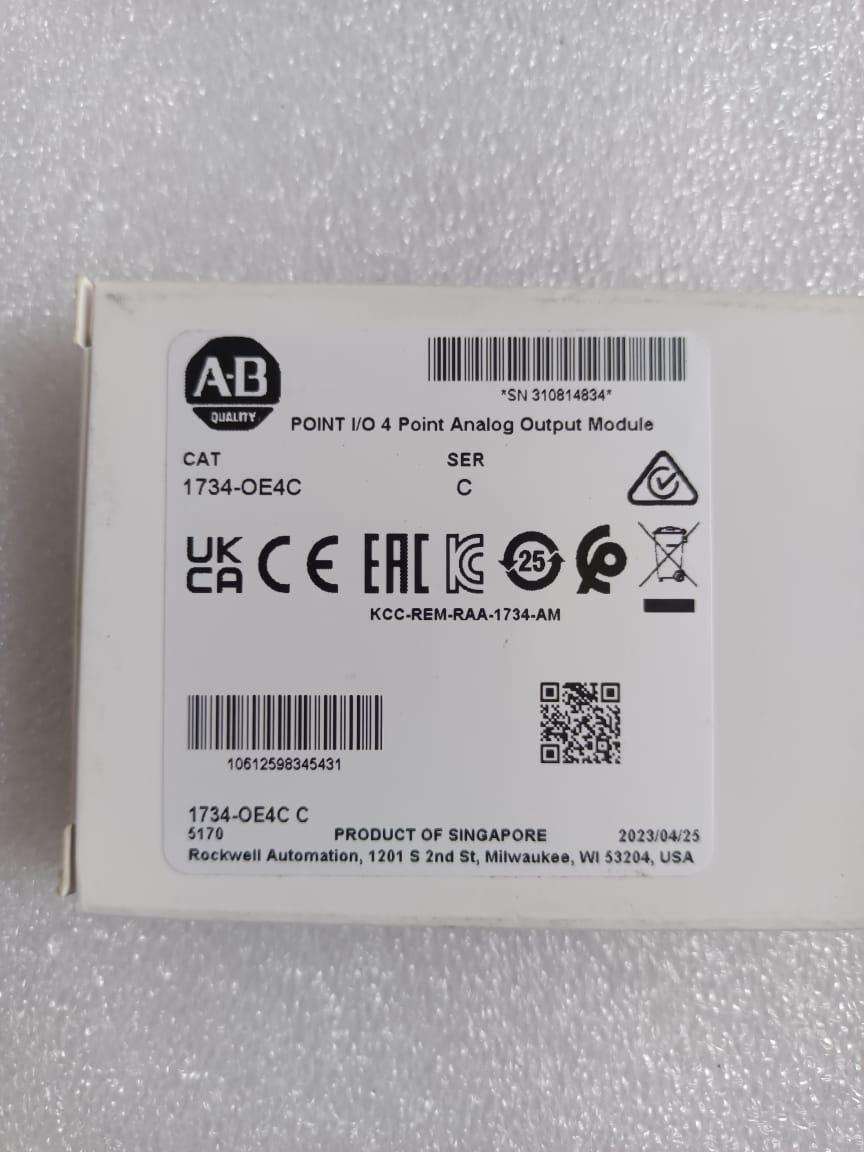 A-B
QUALITY
*SN 310814834*
POINT I/O 4 Point Analog Output Module
CAT SER
1734-OE4C C
UK
CA CE EAC KC 25
KCC-REM-RAA-1734-AM
10612598345431
1734-OE4C C
5170 PRODUCT OF SINGAPORE 2023/04/25
Rockwell Automation, 1201 S 2nd St, Milwaukee, WI 53204, USA